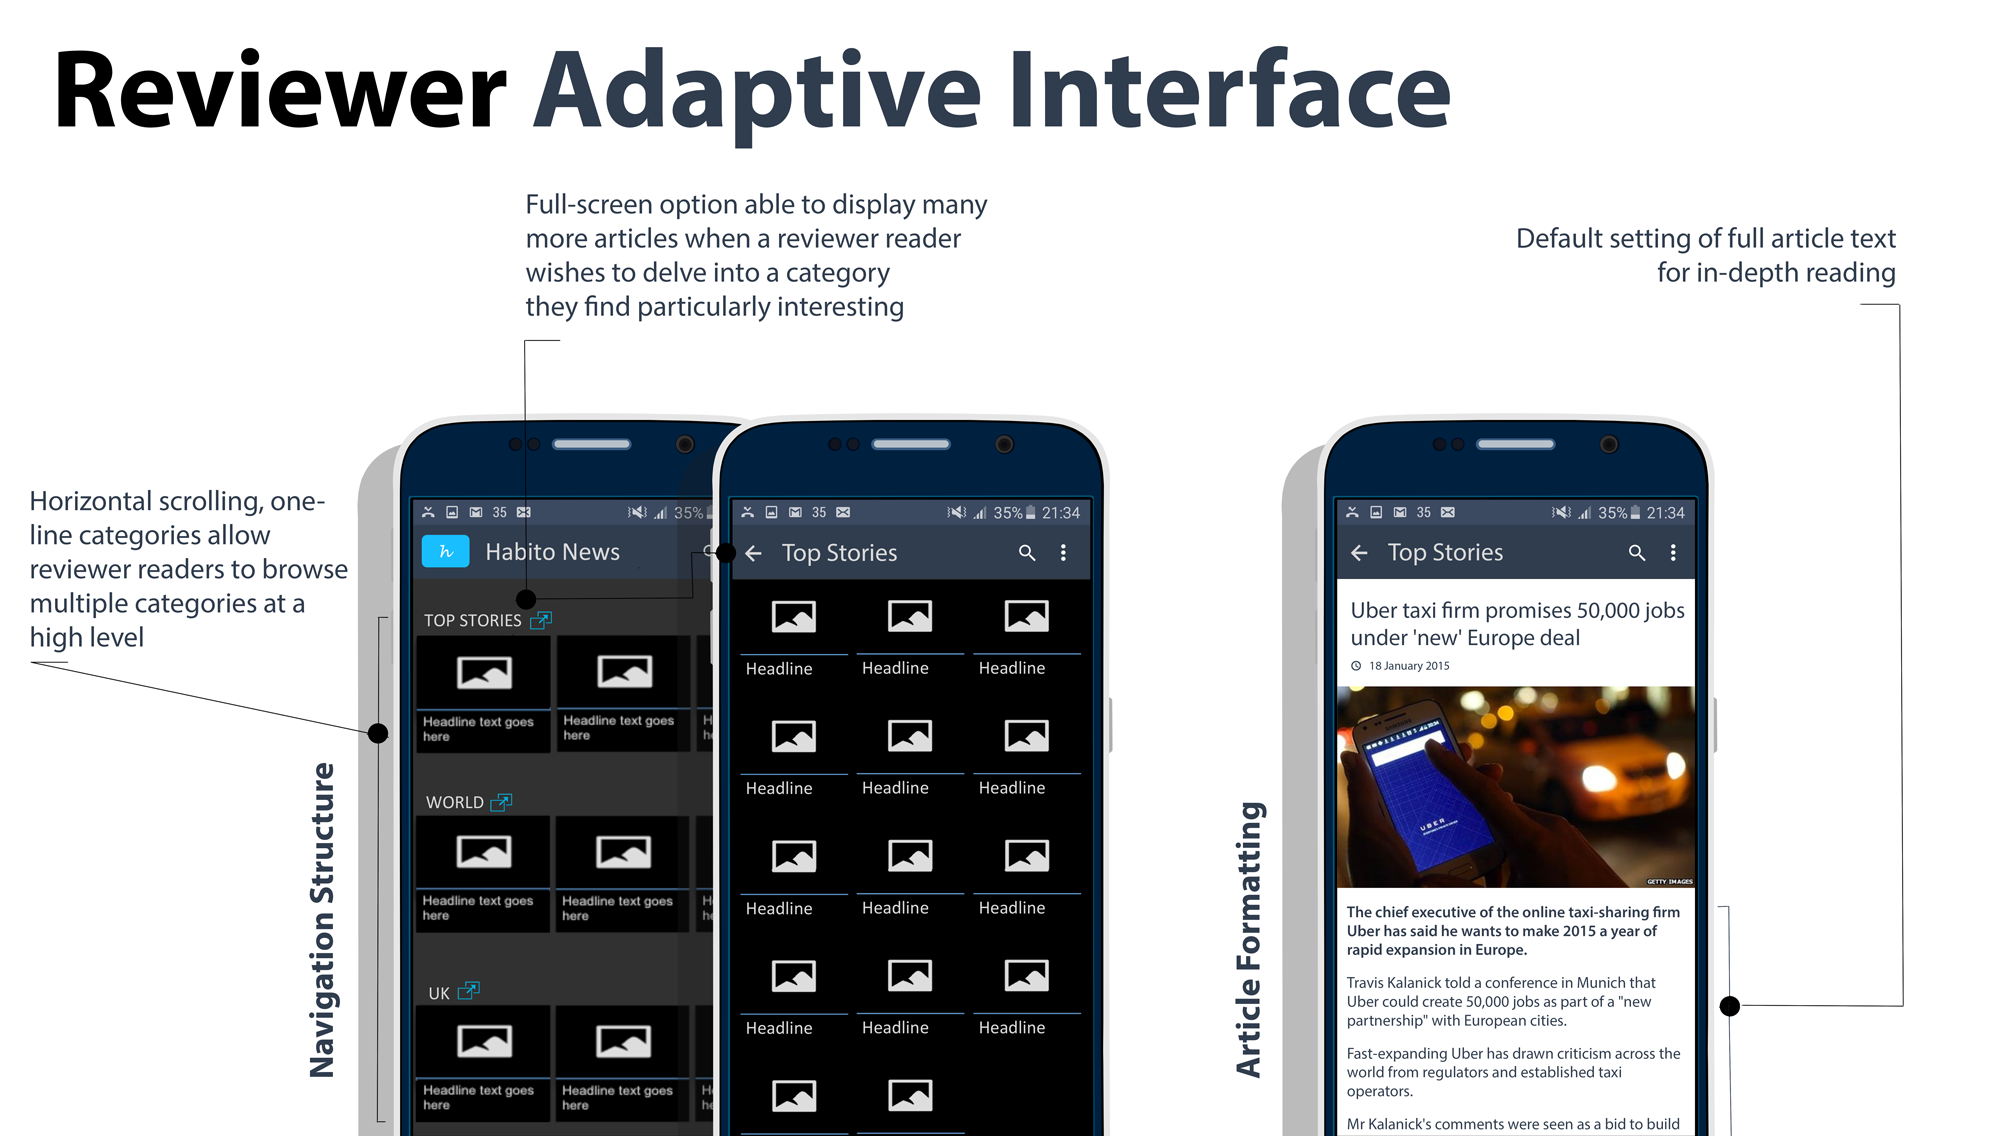 Reviewer Adaptive Interface
Full-screen option able to display many
more articles when a reviewer reader
wishes to delve into a category
they find particularly interesting
Default setting of full article text
for in-depth reading
Horizontal scrolling, one-
line categories allow
reviewer readers to browse
multiple categories at a
high level
Navigation Structure
35 35%
Habito News
TOP STORIES
Headline text goes
here
Headline text goes
here
WORLD
Headline text goes
here
Headline text goes
here
UK
Headline text goes
here
Headline text goes
here
35 35% 21:34
Top Stories
Headline Headline Headline
Headline Headline Headline
Headline Headline Headline
Headline Headline Headline
Article Formatting
35 35% 21:34
Top Stories
Uber taxi firm promises 50,000 jobs
under 'new' Europe deal
18 January 2015
SAMSUNG
UBER
GETTY IMAGES
The chief executive of the online taxi-sharing firm
Uber has said he wants to make 2015 a year of
rapid expansion in Europe.
Travis Kalanick told a conference in Munich that
Uber could create 50,000 jobs as part of a "new
partnership" with European cities.
Fast-expanding Uber has drawn criticism across the
world from regulators and established taxi
operators.
Mr Kalanick's comments were seen as a bid to build